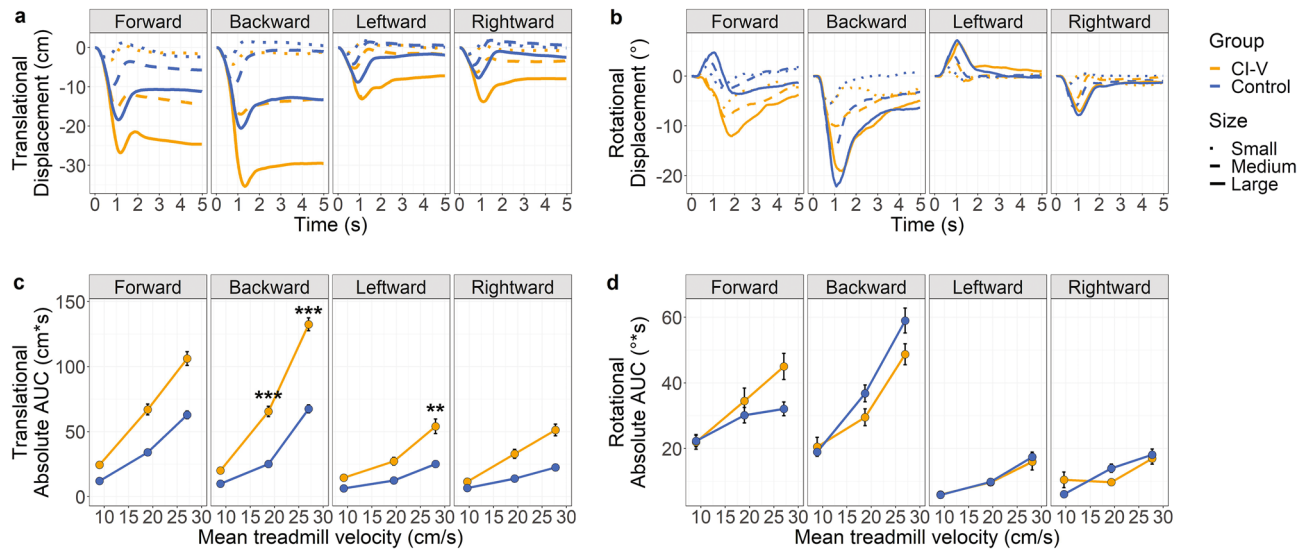 a
Forward Backward Leftward Rightward
Translational
Displacement (cm)
0
-10
-20
-30
0 1 2 3 4 5 0 1 2 3 4 5 0 1 2 3 4 5 0 1 2 3 4 5
Time (s)
b
Forward Backward Leftward Rightward
Rotational
Displacement (°)
0
-10
-20
0 1 2 3 4 5 0 1 2 3 4 5 0 1 2 3 4 5 0 1 2 3 4 5
Time (s)
Group
CI-V
Control
Size
Small
Medium
Large
c
Forward Backward Leftward Rightward
Translational
Absolute AUC (cm*s)
150
100
50
0
***
***
**
10 15 20 25 30 10 15 20 25 30 10 15 20 25 30 10 15 20 25 30
Mean treadmill velocity (cm/s)
d
Forward Backward Leftward Rightward
Rotational
Absolute AUC (°*s)
60
40
20
10 15 20 25 30 10 15 20 25 30 10 15 20 25 30 10 15 20 25 30
Mean treadmill velocity (cm/s)